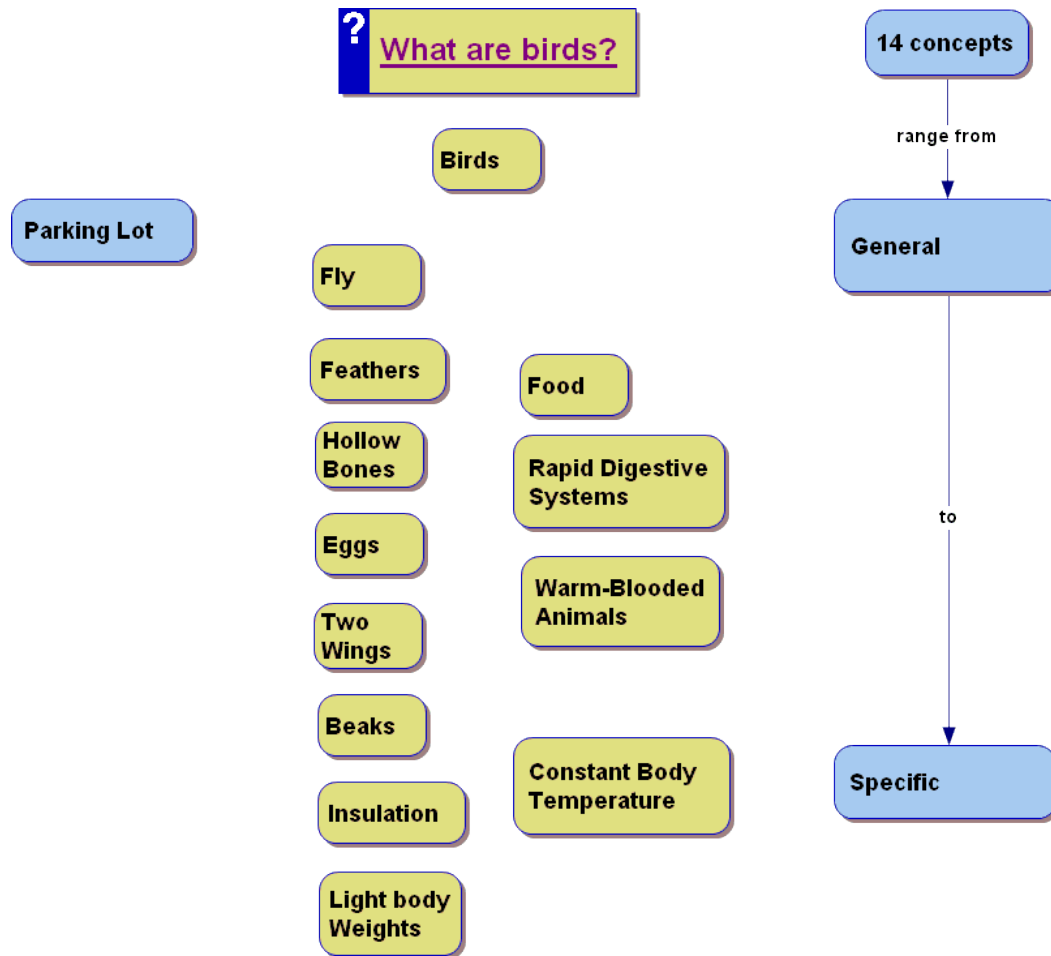 ?
What are birds?
14 concepts
range from
Birds
Parking Lot
General
Fly
Feathers
Food
Hollow
Bones
Rapid Digestive
Systems
to
Eggs
Warm-Blooded
Animals
Two
Wings
Beaks
Constant Body
Temperature
Specific
Insulation
Light body
Weights